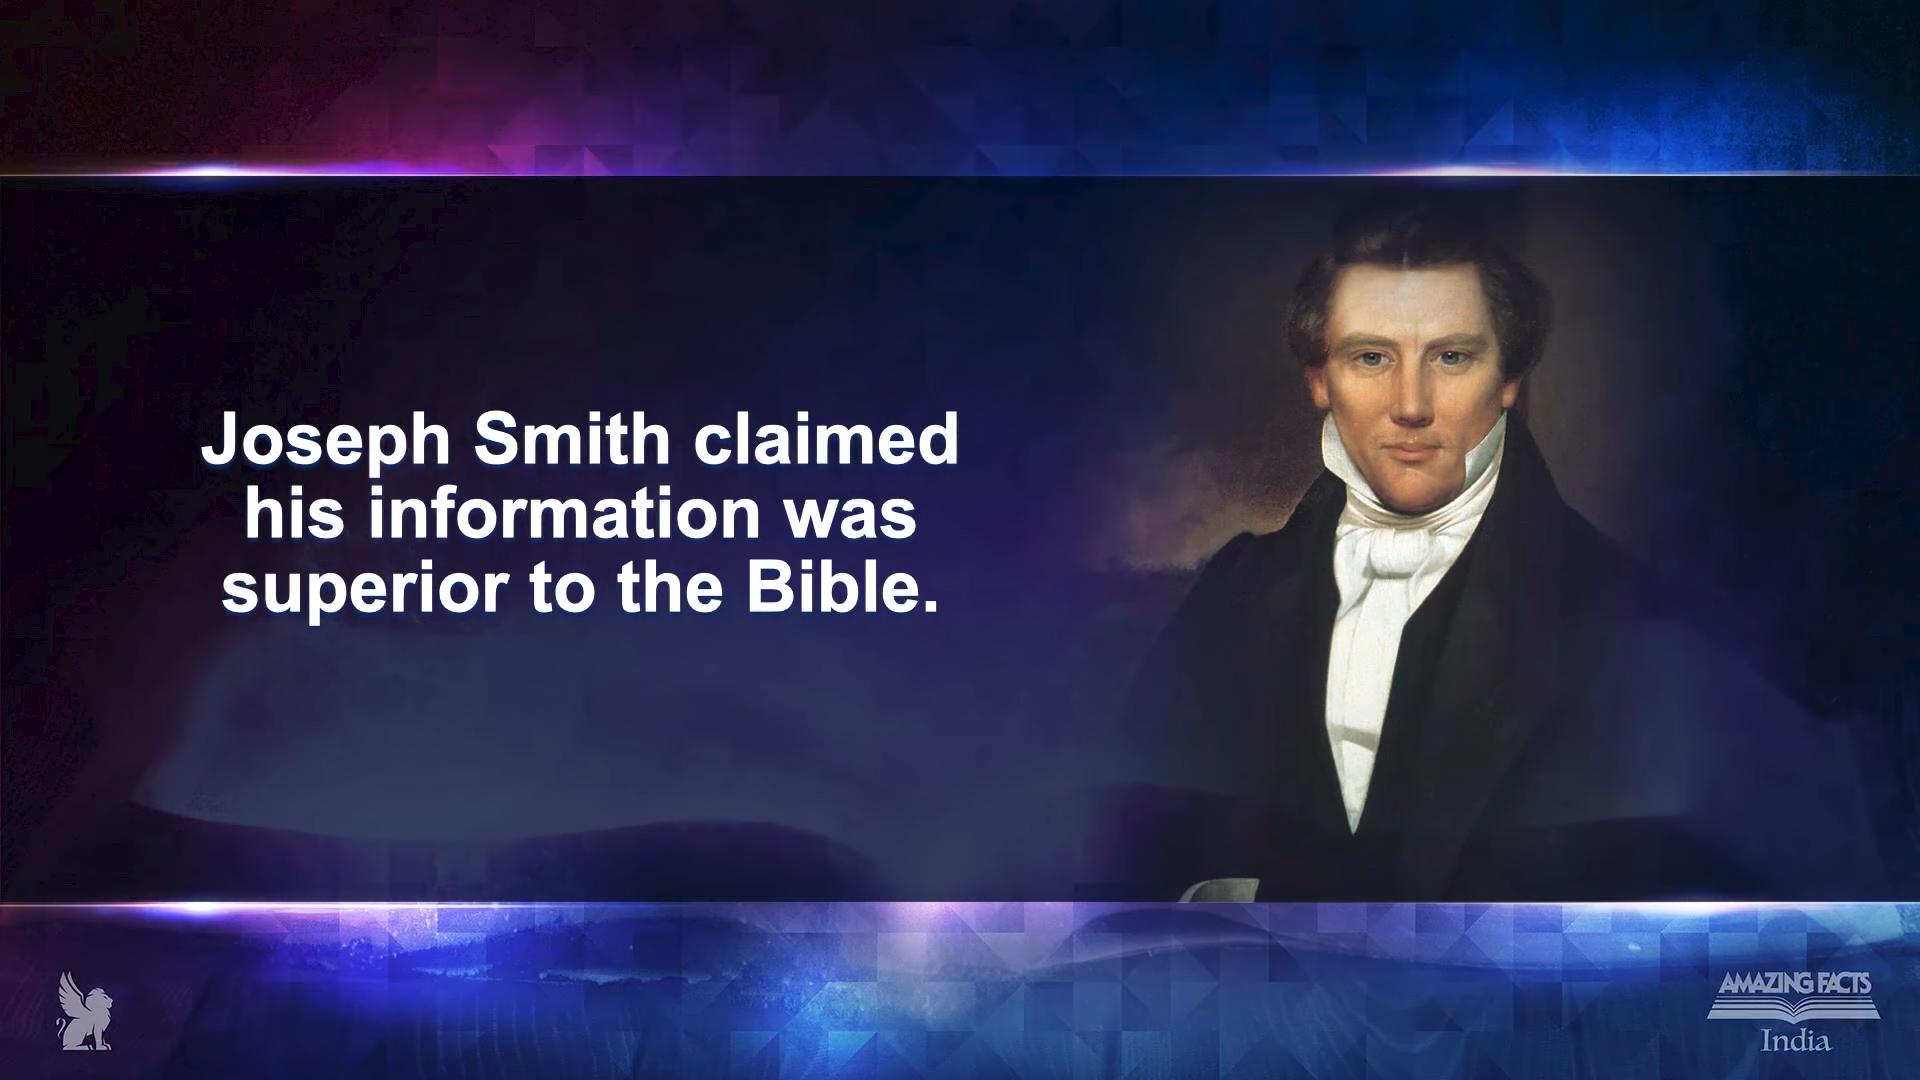 Joseph Smith claimed
his information was
superior to the Bible.
AMAZING FACTS
India